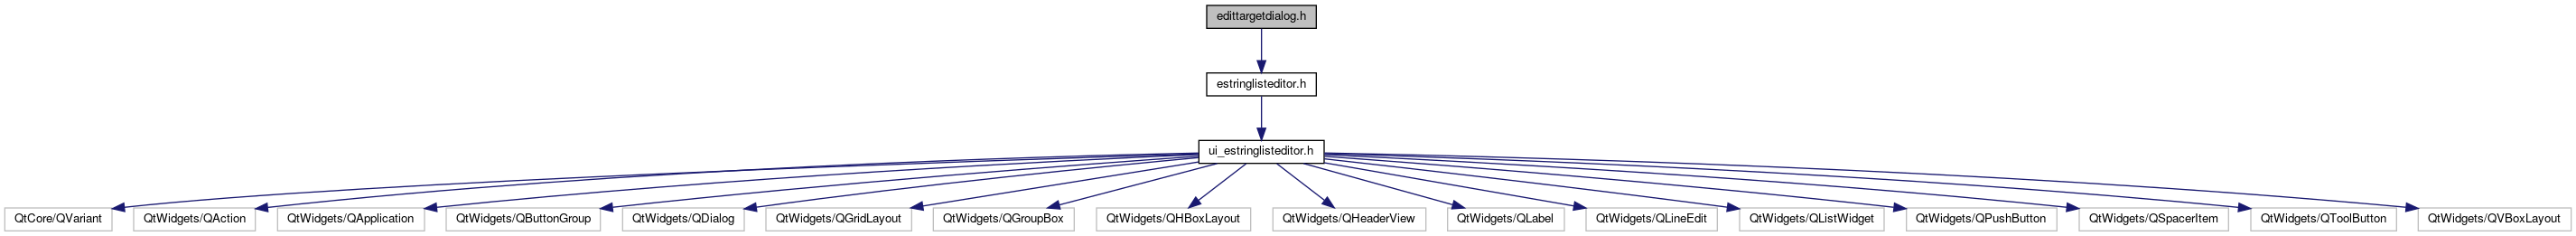 edittargetdialog.h
estringlisteditor.h
ui_estringlisteditor.h
QtCore/QVariant
QtWidgets/QAction
QtWidgets/QApplication
QtWidgets/QButtonGroup
QtWidgets/QDialog
QtWidgets/QGridLayout
QtWidgets/QGroupBox
QtWidgets/QHBoxLayout
QtWidgets/QHeaderView
QtWidgets/QLabel
QtWidgets/QLineEdit
QtWidgets/QListWidget
QtWidgets/QPushButton
QtWidgets/QSpacerItem
QtWidgets/QToolButton
QtWidgets/QVBoxLayout